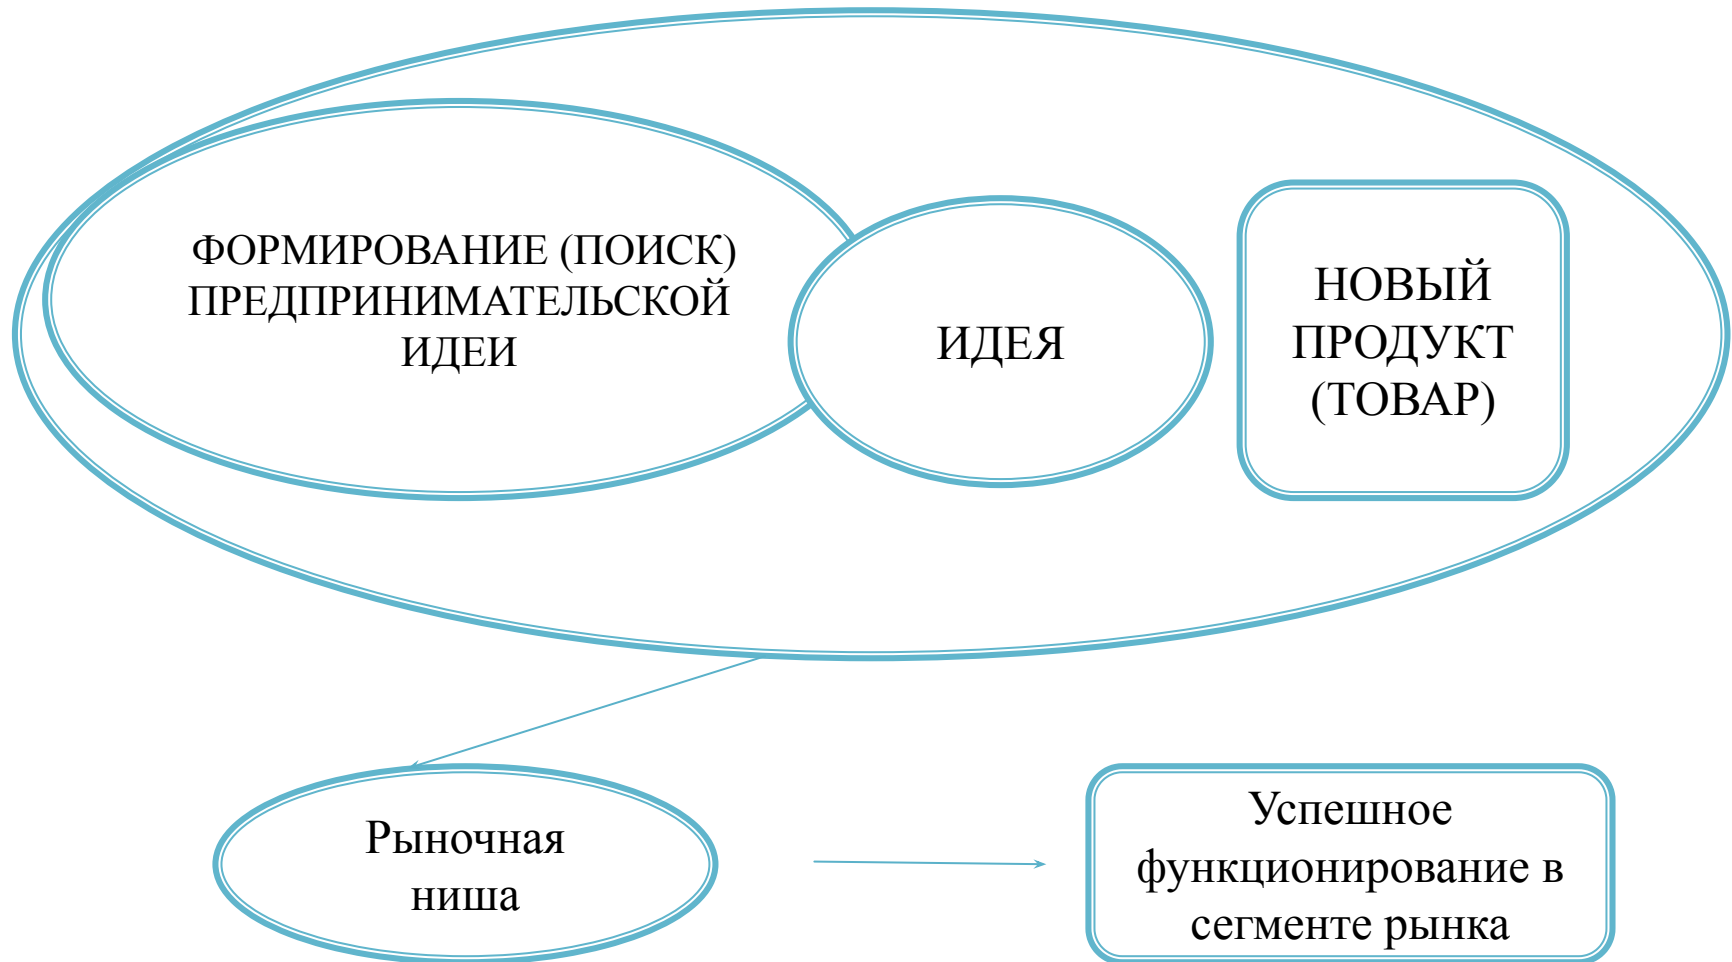 ФОРМИРОВАНИЕ (ПОИСК)
ПРЕДПРИНИМАТЕЛЬСКОЙ
ИДЕИ
ИДЕЯ
НОВЫЙ
ПРОДУКТ
(ТОВАР)
Рыночная
ниша
Успешное
функционирование в
сегменте рынка